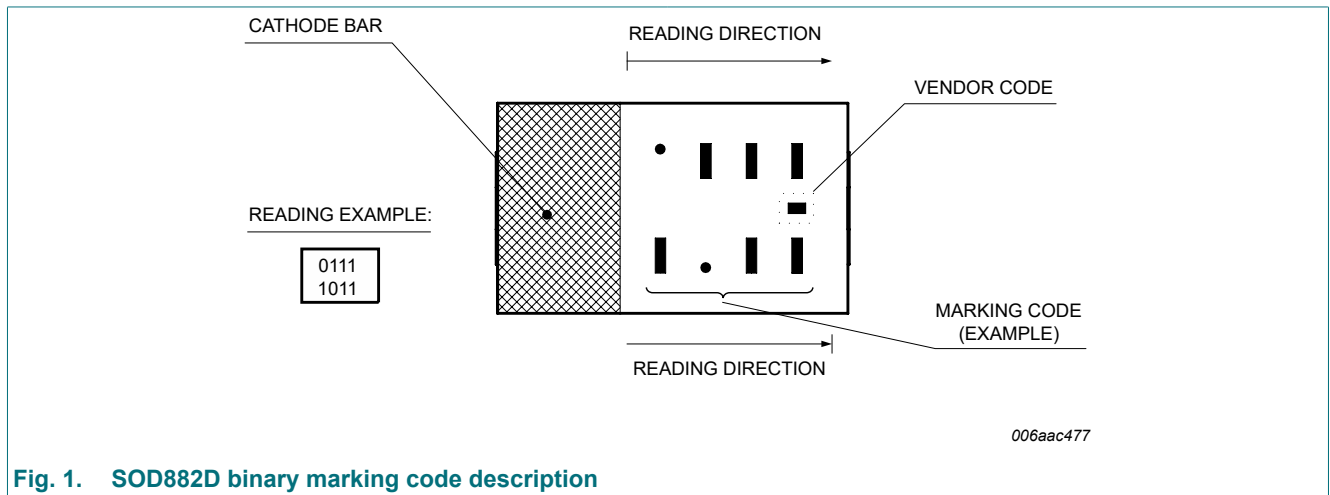 CATHODE BAR
READING DIRECTION
VENDOR CODE
READING EXAMPLE:
0111
1011
MARKING CODE
(EXAMPLE)
READING DIRECTION
006aac477
Fig. 1. SOD882D binary marking code description